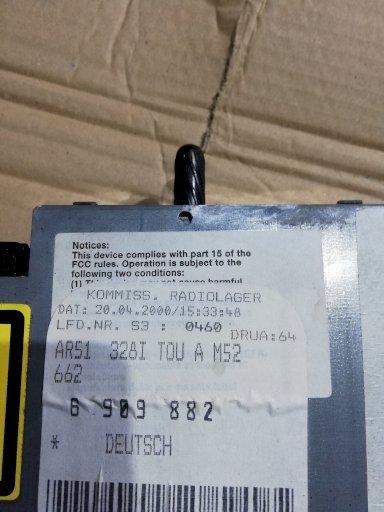 Notices:
This device complies with part 15 of the
FCC rules. Operation is subject to the
following two conditions:
KOMMISS. RADIOLAGER
DAT: 20.04.2000/15:33:48
LFD.NR. S3 : 0460
DRUA:64
ARS1 328I TOU A M52
662
6 909 882
* DEUTSCH